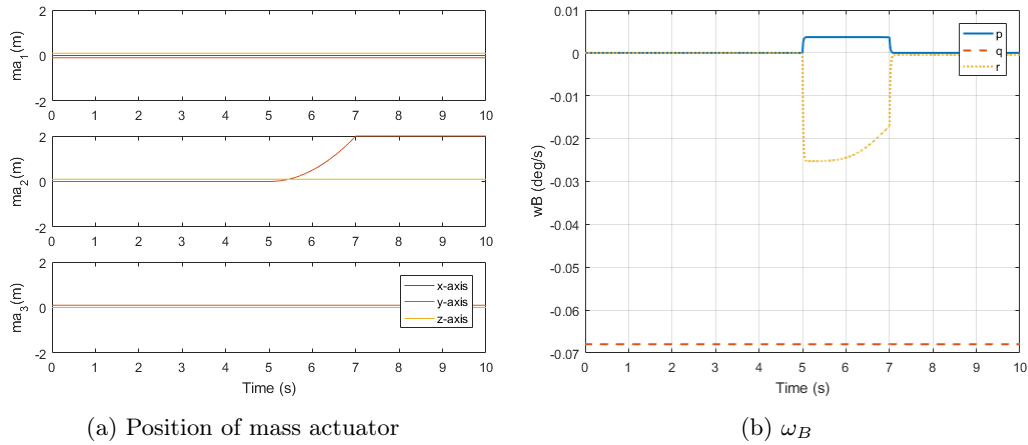 2
0
-2
ma1(m)
0 1 2 3 4 5 6 7 8 9 10
2
0
-2
ma2(m)
0 1 2 3 4 5 6 7 8 9 10
2
0
-2
ma3(m)
x-axis
y-axis
z-axis
0 1 2 3 4 5 6 7 8 9 10
Time (s)
(a) Position of mass actuator
0.01
0
-0.01
-0.02
-0.03
-0.04
-0.05
-0.06
-0.07
wB (deg/s)
p
q
r
0 1 2 3 4 5 6 7 8 9 10
Time (s)
(b) ωB